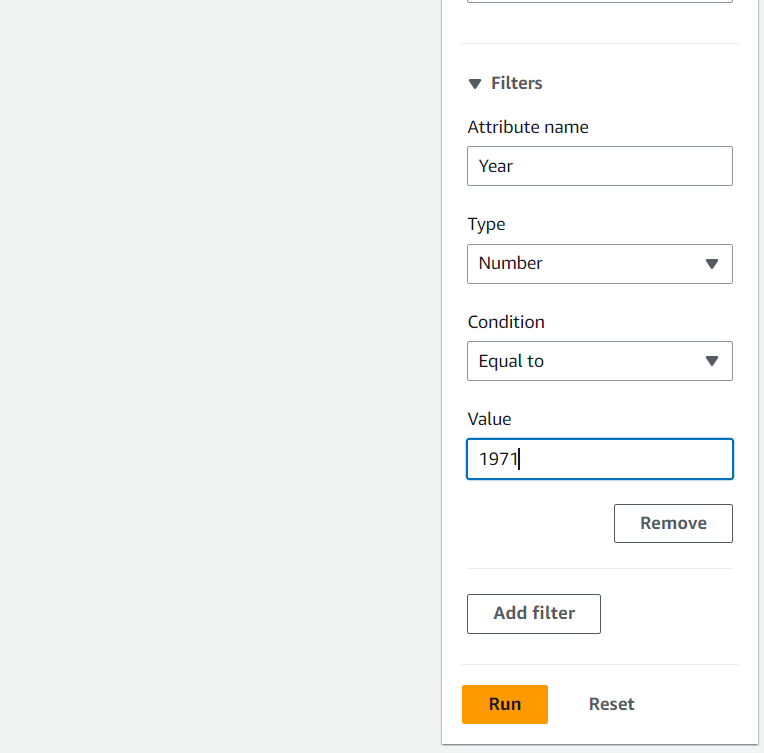 Filters
Attribute name
Year
Type
Number
Condition
Equal to
Value
1971
Remove
Add filter
Run Reset